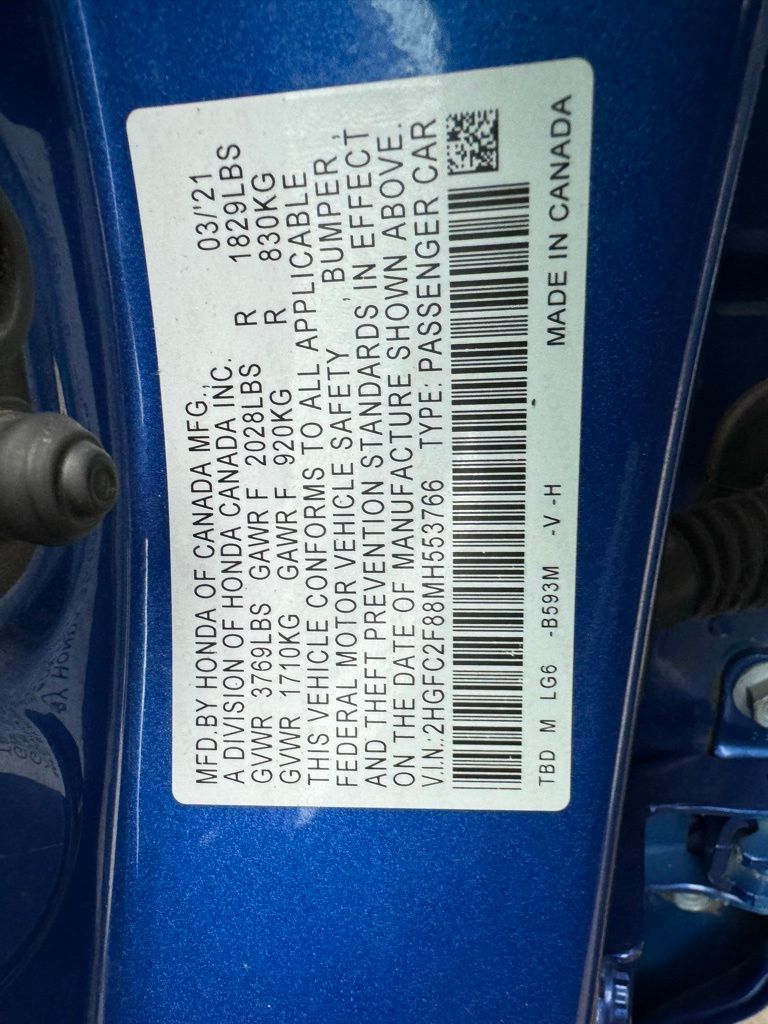 MFD.BY HONDA OF CANADA MFG., 03/'21
A DIVISION OF HONDA CANADA INC.
GVWR 3769LBS GAWR F 2028LBS R 1829LBS
GVWR 1710KG GAWR F 920KG R 830KG
THIS VEHICLE CONFORMS TO ALL APPLICABLE
FEDERAL MOTOR VEHICLE SAFETY, BUMPER,
AND THEFT PREVENTION STANDARDS IN EFFECT
ON THE DATE OF MANUFACTURE SHOWN ABOVE.
V.I.N.:2HGFC2F88MH553766 TYPE: PASSENGER CAR
TBD M LG6 -B593M -V -H MADE IN CANADA